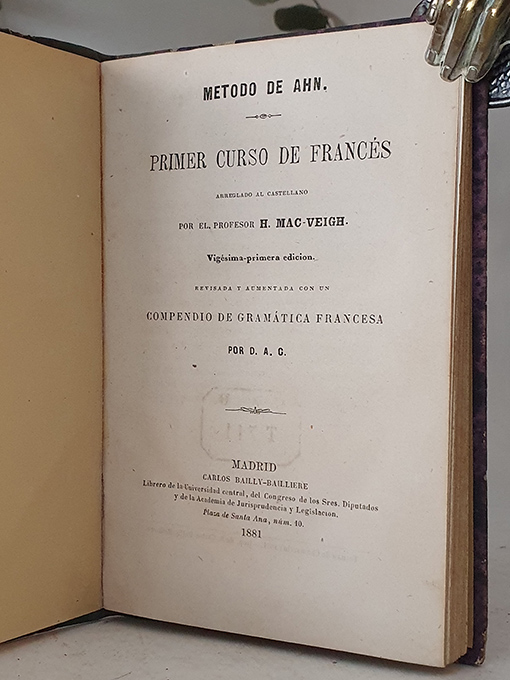 METODO DE AHN.
PRIMER CURSO DE FRANCÉS
ARREGLADO AL CASTELLANO
POR EL PROFESOR H. MAC-VEIGH.
Vigésima-primera edicion.
REVISADA Y AUMENTADA CON UN
COMPENDIO DE GRAMÁTICA FRANCESA
POR D. A. G.
MADRID
CARLOS BAILLY-BAILLIERE
Librero de la Universidad central, del Congreso de los Sres. Diputados
y de la Academia de Jurisprudencia y Legislacion.
Plaza de Santa Ana, núm. 10.
1881